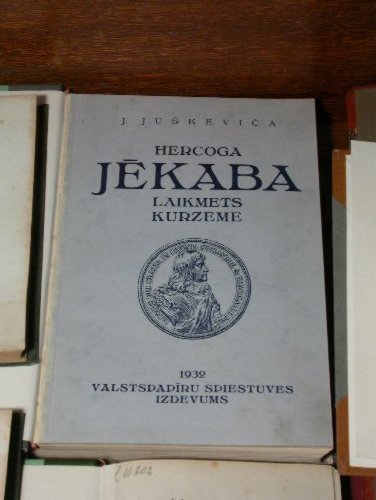 J. JUŠKEVIČA
HERCOGA
JĒKABA
LAIKMETS
KURZEMĒ
1932
VALSTSPAPĪRU SPIESTUVES
IZDEVUMS